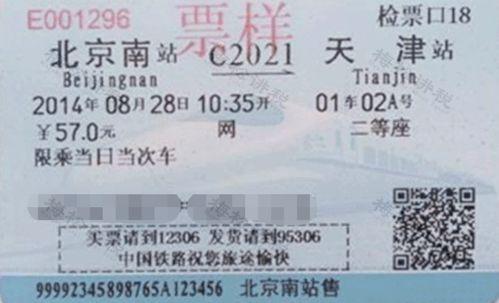 E001296 票样 检票口18
北京南站 C2021 天津站
Beijingnan Tianjin
2014年08月28日 10:35开 01车02A号
￥57.0元 网 二等座
限乘当日当次车
买票请到12306 发货请到95306
中国铁路祝您旅途愉快
99992345898765A123456 北京南站售